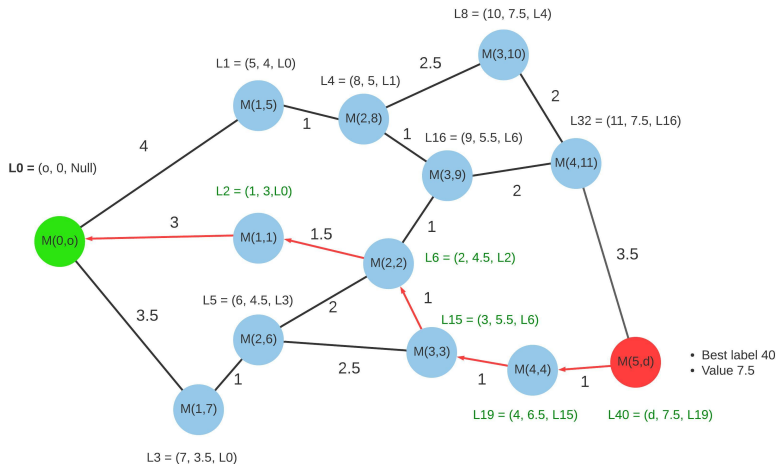 L8 = (10, 7.5, L4)
M(3,10)
2.5
L1 = (5, 4, L0)
L4 = (8, 5, L1)
M(1,5)
M(2,8)
1
2
L32 = (11, 7.5, L16)
1
L16 = (9, 5.5, L6)
4
L0 = (o, 0, Null)
M(3,9)
M(4,11)
2
L2 = (1, 3,L0)
3
1.5
1
M(0,o)
M(1,1)
M(2,2)
L6 = (2, 4.5, L2)
3.5
L5 = (6, 4.5, L3)
2
1
L15 = (3, 5.5, L6)
3.5
M(2,6)
M(3,3)
2.5
M(4,4)
M(5,d)
• Best label 40
• Value 7.5
1
1
1
M(1,7)
L19 = (4, 6.5, L15)
L40 = (d, 7.5, L19)
L3 = (7, 3.5, L0)